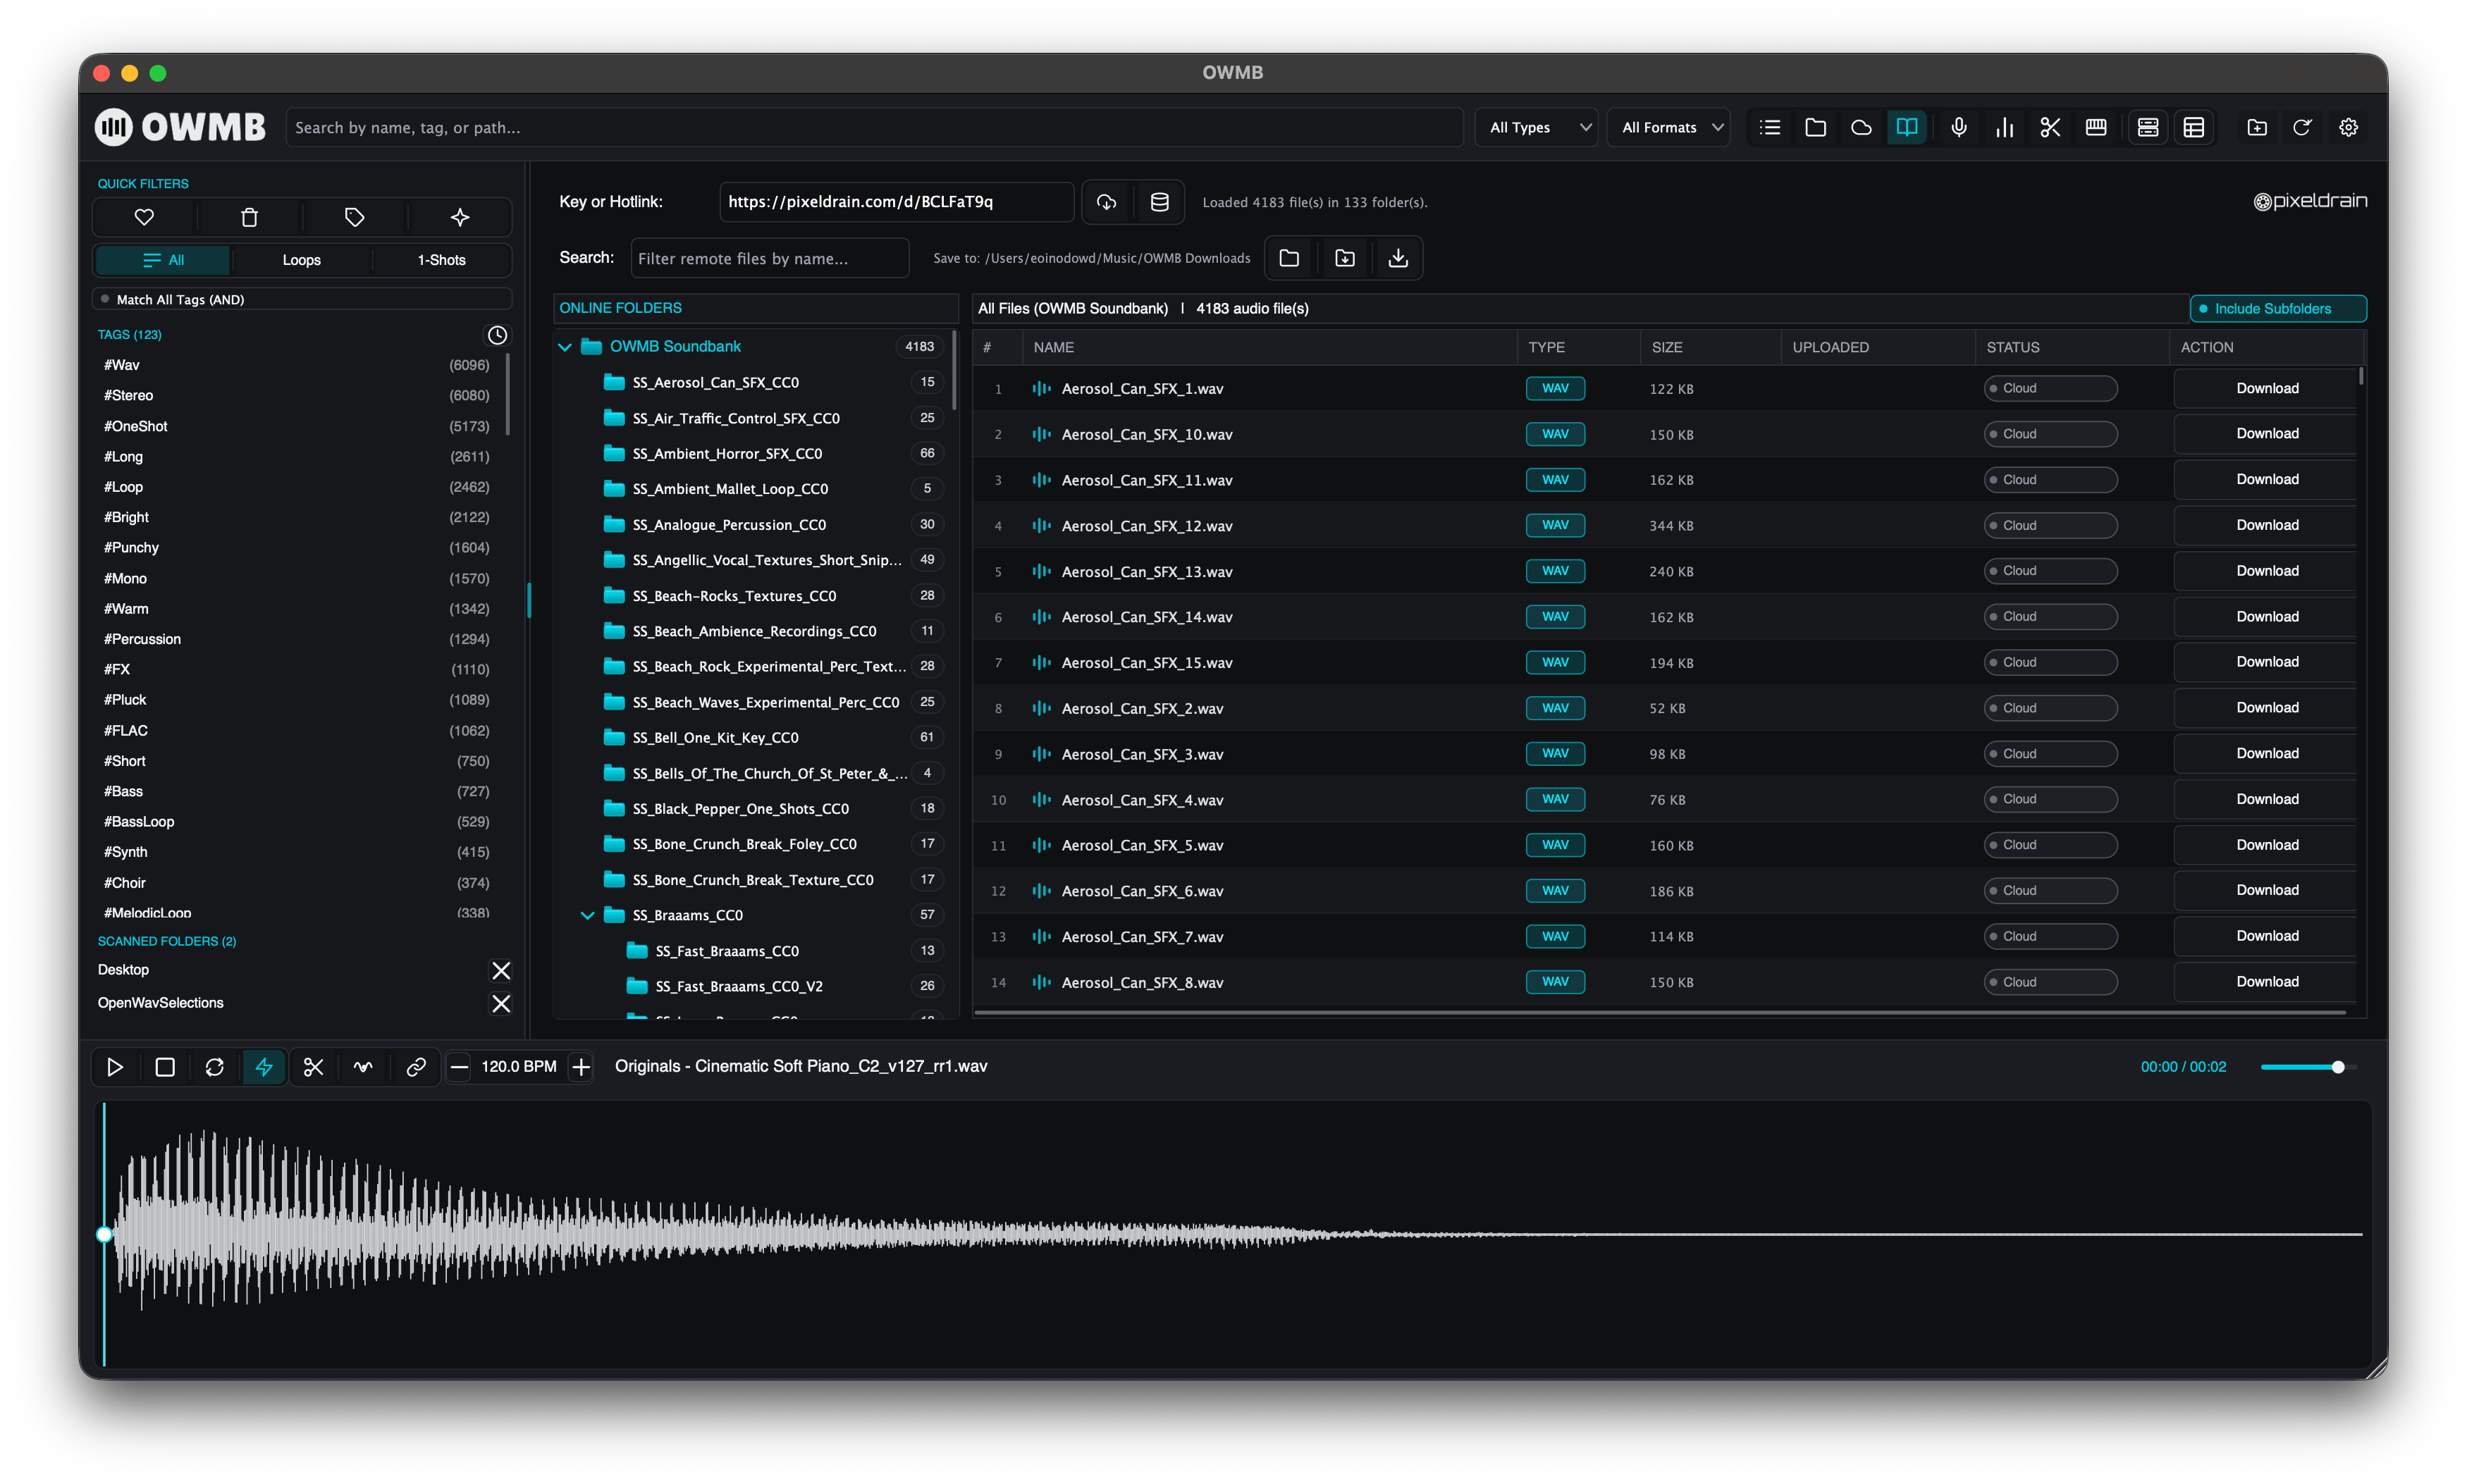 OWMB
OWMB
Search by name, tag, or path...
All Types
All Formats
QUICK FILTERS
All
Loops
1-Shots
Match All Tags (AND)
TAGS (123)
#Wav (6096)
#Stereo (6080)
#OneShot (5173)
#Long (2611)
#Loop (2462)
#Bright (2122)
#Punchy (1604)
#Mono (1570)
#Warm (1342)
#Percussion (1294)
#FX (1110)
#Pluck (1089)
#FLAC (1062)
#Short (750)
#Bass (727)
#BassLoop (529)
#Synth (415)
#Choir (374)
#MelodicLoop (338)
SCANNED FOLDERS (2)
Desktop
OpenWavSelections
Key or Hotlink:
https://pixeldrain.com/d/BCLFaT9q
Loaded 4183 file(s) in 133 folder(s).
pixeldrain
Search:
Filter remote files by name...
Save to: /Users/eoinodowd/Music/OWMB Downloads
ONLINE FOLDERS
OWMB Soundbank 4183
SS_Aerosol_Can_SFX_CC0 15
SS_Air_Traffic_Control_SFX_CC0 25
SS_Ambient_Horror_SFX_CC0 66
SS_Ambient_Mallet_Loop_CC0 5
SS_Analogue_Percussion_CC0 30
SS_Angellic_Vocal_Textures_Short_Snip... 49
SS_Beach-Rocks_Textures_CC0 28
SS_Beach_Ambience_Recordings_CC0 11
SS_Beach_Rock_Experimental_Perc_Text... 28
SS_Beach_Waves_Experimental_Perc_CC0 25
SS_Bell_One_Kit_Key_CC0 61
SS_Bells_Of_The_Church_Of_St_Peter_&_... 4
SS_Black_Pepper_One_Shots_CC0 18
SS_Bone_Crunch_Break_Foley_CC0 17
SS_Bone_Crunch_Break_Texture_CC0 17
SS_Braaams_CC0 57
SS_Fast_Braaams_CC0 13
SS_Fast_Braaams_CC0_V2 26
All Files (OWMB Soundbank) | 4183 audio file(s)
Include Subfolders
# NAME TYPE SIZE UPLOADED STATUS ACTION
1 Aerosol_Can_SFX_1.wav WAV 122 KB Cloud Download
2 Aerosol_Can_SFX_10.wav WAV 150 KB Cloud Download
3 Aerosol_Can_SFX_11.wav WAV 162 KB Cloud Download
4 Aerosol_Can_SFX_12.wav WAV 344 KB Cloud Download
5 Aerosol_Can_SFX_13.wav WAV 240 KB Cloud Download
6 Aerosol_Can_SFX_14.wav WAV 162 KB Cloud Download
7 Aerosol_Can_SFX_15.wav WAV 194 KB Cloud Download
8 Aerosol_Can_SFX_2.wav WAV 52 KB Cloud Download
9 Aerosol_Can_SFX_3.wav WAV 98 KB Cloud Download
10 Aerosol_Can_SFX_4.wav WAV 76 KB Cloud Download
11 Aerosol_Can_SFX_5.wav WAV 160 KB Cloud Download
12 Aerosol_Can_SFX_6.wav WAV 186 KB Cloud Download
13 Aerosol_Can_SFX_7.wav WAV 114 KB Cloud Download
14 Aerosol_Can_SFX_8.wav WAV 150 KB Cloud Download
120.0 BPM
Originals - Cinematic Soft Piano_C2_v127_rr1.wav
00:00 / 00:02